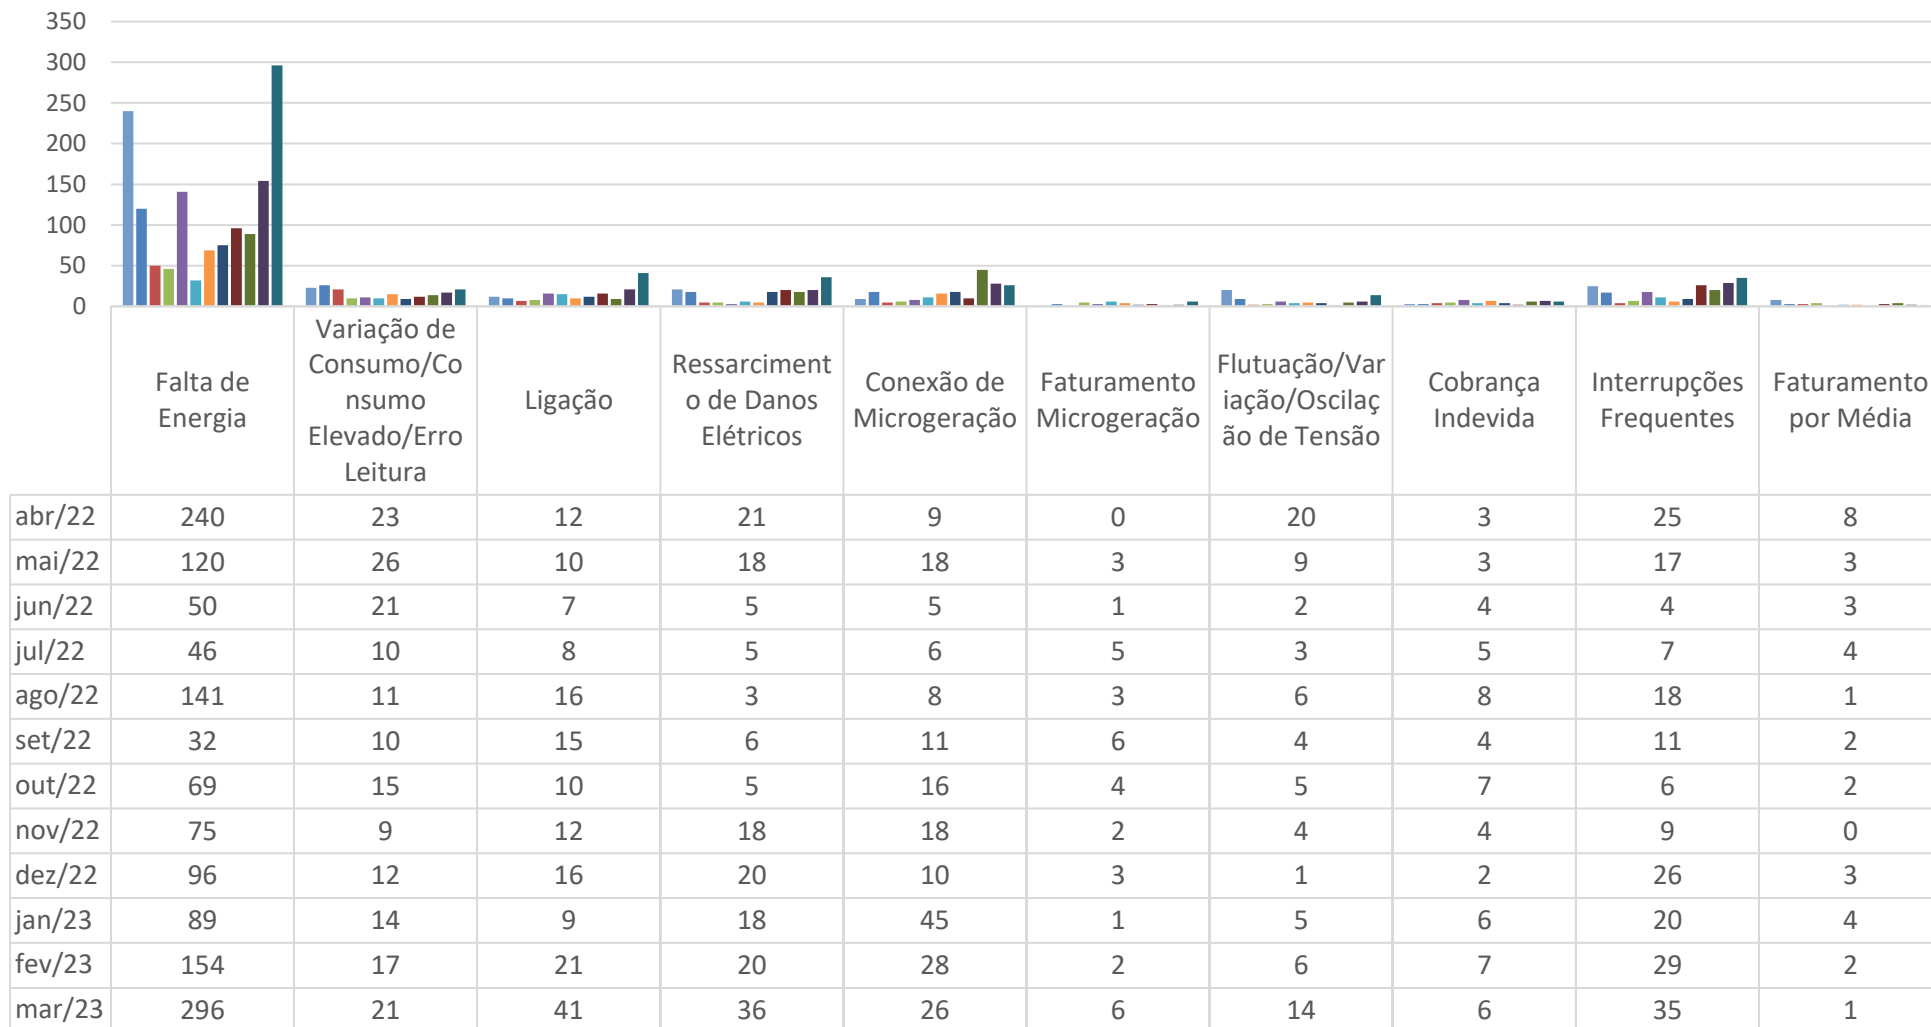 350
300
250
200
150
100
50
0
Falta de
Energia
Variação de
Consumo/Co
nsumo
Elevado/Erro
Leitura
Ligação
Ressarciment
o de Danos
Elétricos
Conexão de
Microgeração
Faturamento
Microgeração
Flutuação/Var
iação/Oscilaç
ão de Tensão
Cobrança
Indevida
Interrupções
Frequentes
Faturamento
por Média
abr/22 240 23 12 21 9 0 20 3 25 8
mai/22 120 26 10 18 18 3 9 3 17 3
jun/22 50 21 7 5 5 1 2 4 4 3
jul/22 46 10 8 5 6 5 3 5 7 4
ago/22 141 11 16 3 8 3 6 8 18 1
set/22 32 10 15 6 11 6 4 4 11 2
out/22 69 15 10 5 16 4 5 7 6 2
nov/22 75 9 12 18 18 2 4 4 9 0
dez/22 96 12 16 20 10 3 1 2 26 3
jan/23 89 14 9 18 45 1 5 6 20 4
fev/23 154 17 21 20 28 2 6 7 29 2
mar/23 296 21 41 36 26 6 14 6 35 1